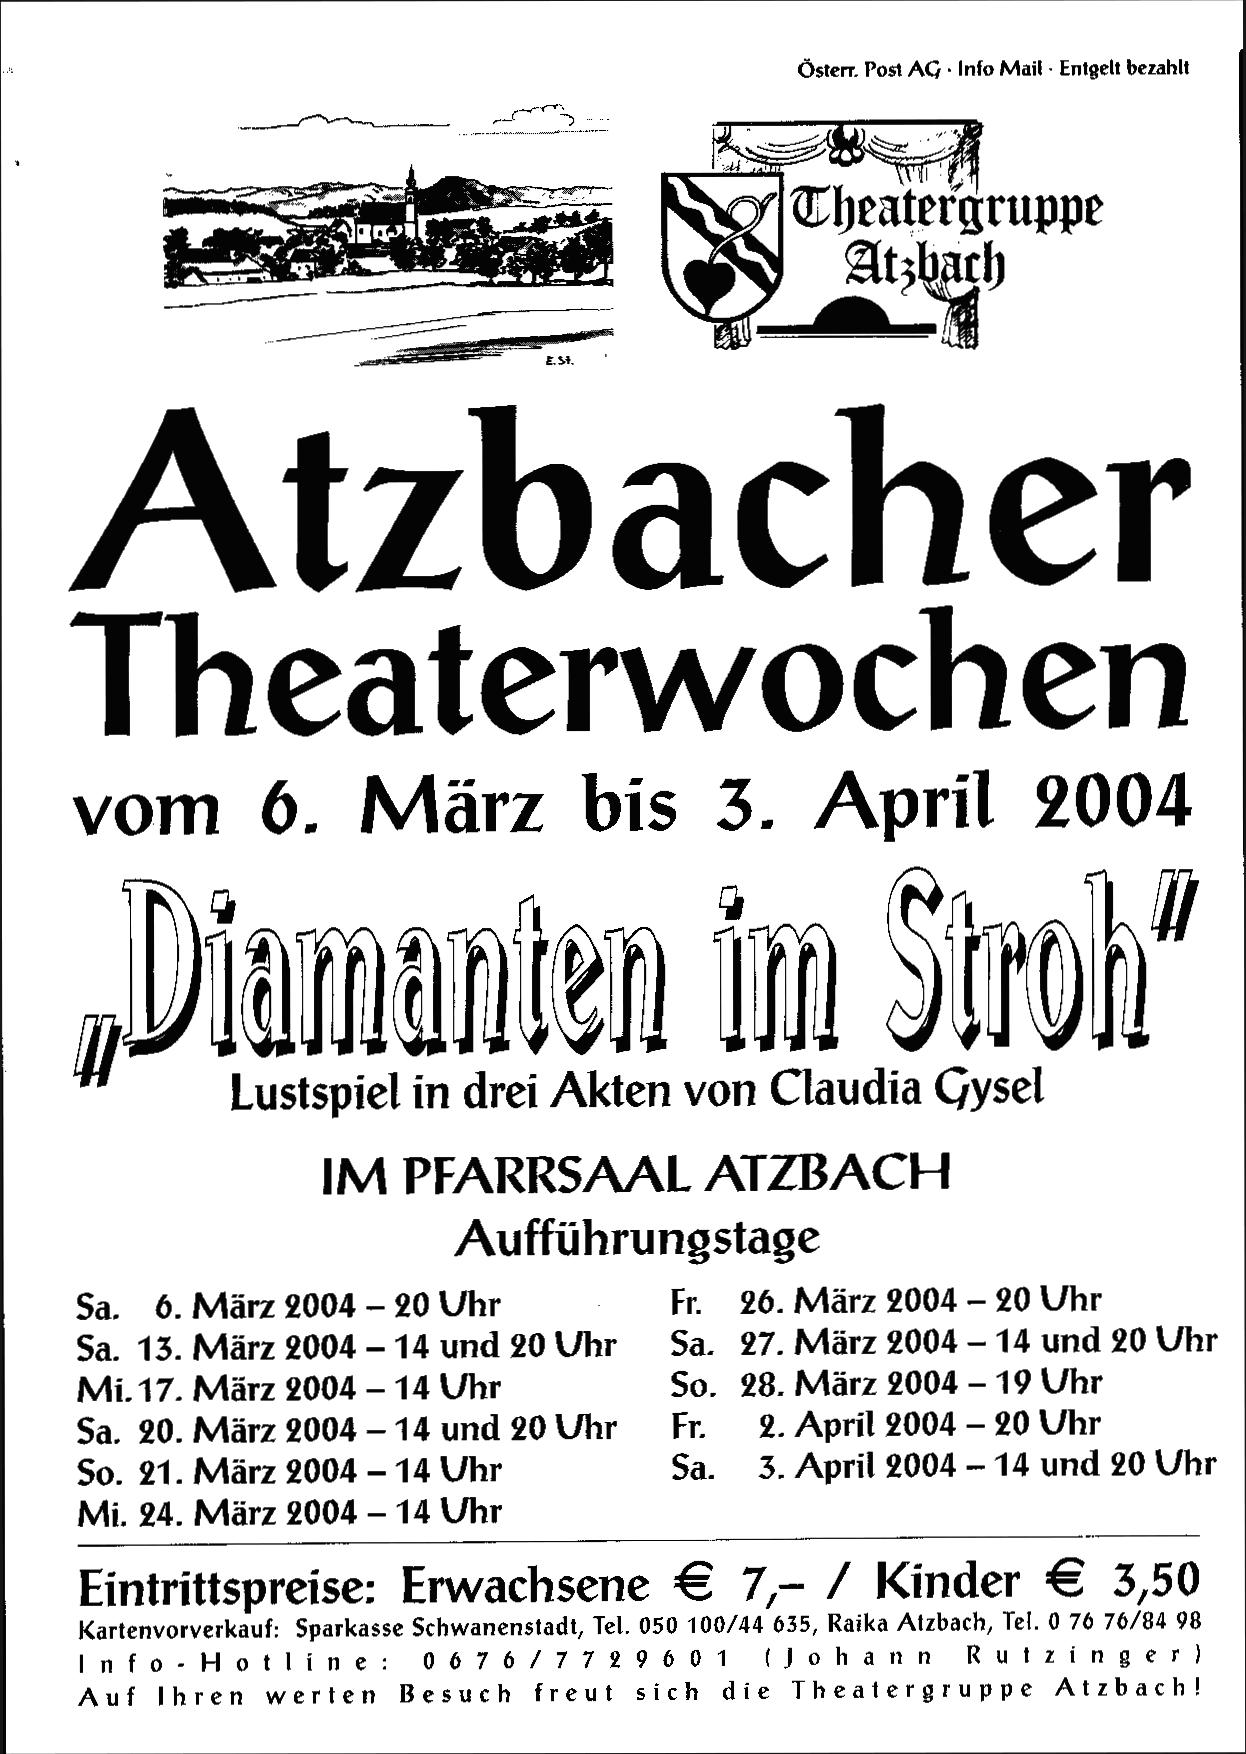 Österr. Post AG · Info Mail · Entgelt bezahlt
Theatergruppe
Atzbach
E.St.
Atzbacher
Theaterwochen
vom 6. März bis 3. April 2004
„Diamanten im Stroh"
Lustspiel in drei Akten von Claudia Gysel
IM PFARRSAAL ATZBACH
Aufführungstage
Sa. 6. März 2004 – 20 Uhr
Sa. 13. März 2004 – 14 und 20 Uhr
Mi. 17. März 2004 – 14 Uhr
Sa. 20. März 2004 – 14 und 20 Uhr
So. 21. März 2004 – 14 Uhr
Mi. 24. März 2004 – 14 Uhr
Fr. 26. März 2004 – 20 Uhr
Sa. 27. März 2004 – 14 und 20 Uhr
So. 28. März 2004 – 19 Uhr
Fr. 2. April 2004 – 20 Uhr
Sa. 3. April 2004 – 14 und 20 Uhr
Eintrittspreise: Erwachsene € 7,– / Kinder € 3,50
Kartenvorverkauf: Sparkasse Schwanenstadt, Tel. 050 100/44 635, Raika Atzbach, Tel. 0 76 76/84 98
Info-Hotline: 0676/7729601 (Johann Rutzinger)
Auf Ihren werten Besuch freut sich die Theatergruppe Atzbach!